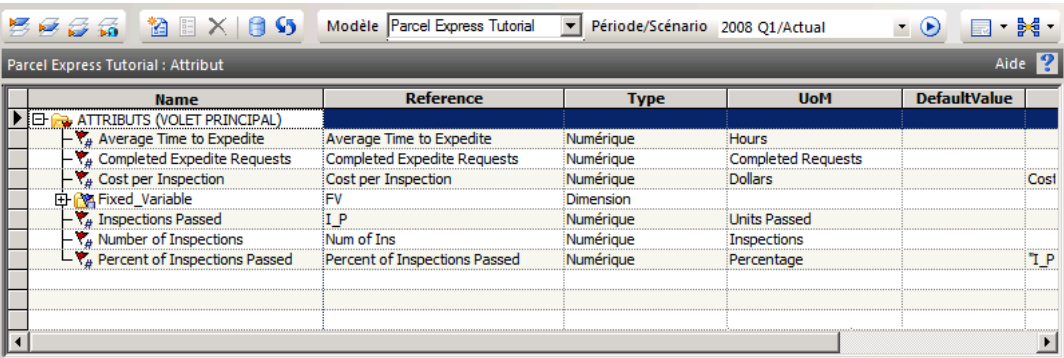 Modèle Parcel Express Tutorial Période/Scénario 2008 Q1/Actual
Parcel Express Tutorial : Attribut Aide ?
Name Reference Type UoM DefaultValue
ATTRIBUTS (VOLET PRINCIPAL)
Average Time to Expedite Average Time to Expedite Numérique Hours
Completed Expedite Requests Completed Expedite Requests Numérique Completed Requests
Cost per Inspection Cost per Inspection Numérique Dollars Cost
Fixed_Variable FV Dimension
Inspections Passed I_P Numérique Units Passed
Number of Inspections Num of Ins Numérique Inspections
Percent of Inspections Passed Percent of Inspections Passed Numérique Percentage "I_P